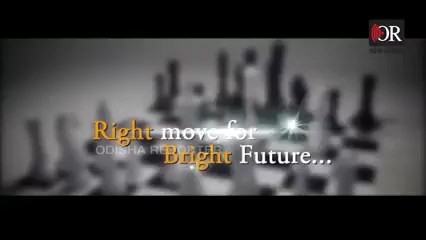 OR
Right move for
ODISHA REPORTER
Bright Future...